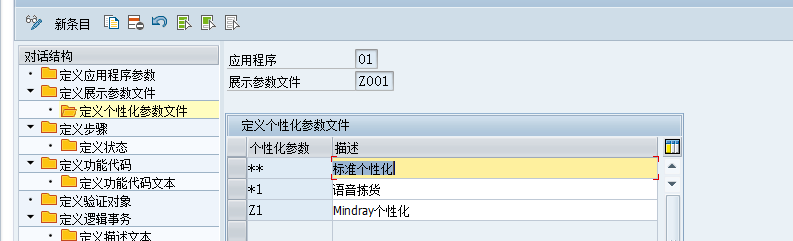 新条目
对话结构
定义应用程序参数
定义展示参数文件
定义个性化参数文件
定义步骤
定义状态
定义功能代码
定义功能代码文本
定义验证对象
定义逻辑事务
定义描述文本
应用程序 01
展示参数文件 Z001
定义个性化参数文件
个性化参数 描述
** 标准个性化
*1 语音拣货
Z1 Mindray个性化